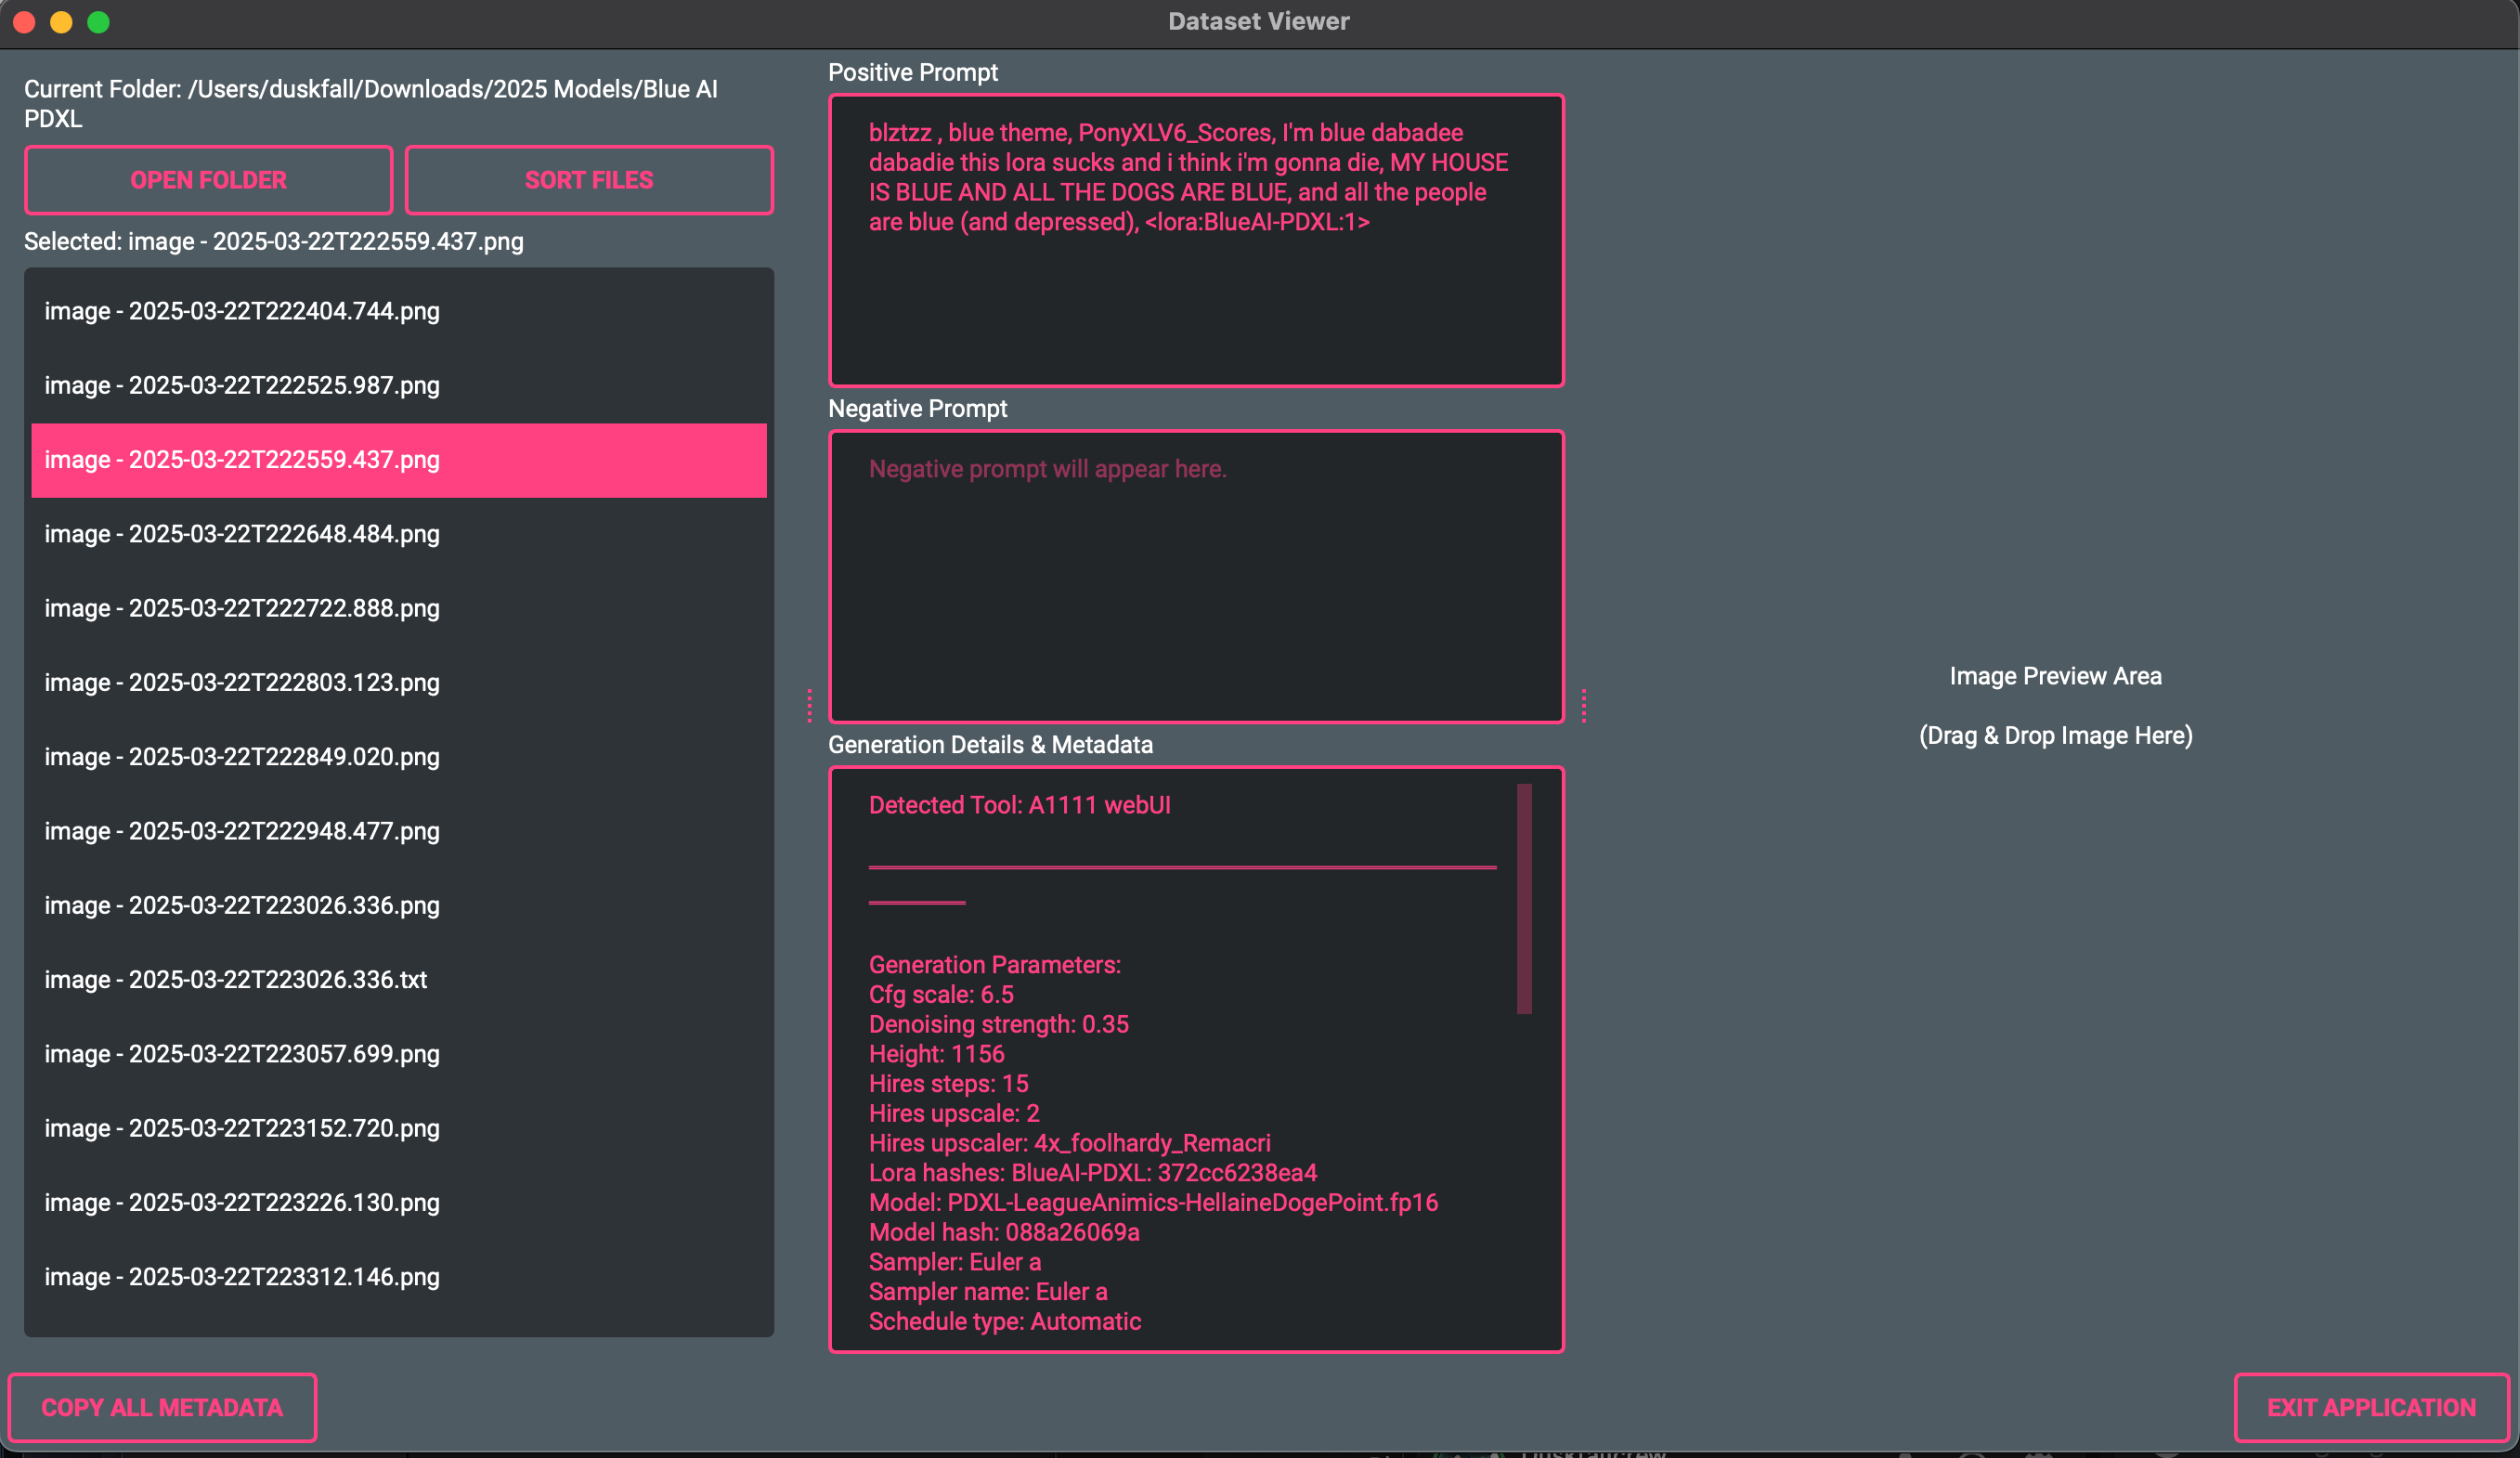 Dataset Viewer
Current Folder: /Users/duskfall/Downloads/2025 Models/Blue AI
PDXL
OPEN FOLDER
SORT FILES
Selected: image - 2025-03-22T222559.437.png
image - 2025-03-22T222404.744.png
image - 2025-03-22T222525.987.png
image - 2025-03-22T222559.437.png
image - 2025-03-22T222648.484.png
image - 2025-03-22T222722.888.png
image - 2025-03-22T222803.123.png
image - 2025-03-22T222849.020.png
image - 2025-03-22T222948.477.png
image - 2025-03-22T223026.336.png
image - 2025-03-22T223026.336.txt
image - 2025-03-22T223057.699.png
image - 2025-03-22T223152.720.png
image - 2025-03-22T223226.130.png
image - 2025-03-22T223312.146.png
COPY ALL METADATA
Positive Prompt
blztzz , blue theme, PonyXLV6_Scores, I'm blue dabadee
dabadie this lora sucks and i think i'm gonna die, MY HOUSE
IS BLUE AND ALL THE DOGS ARE BLUE, and all the people
are blue (and depressed), <lora:BlueAI-PDXL:1>
Negative Prompt
Negative prompt will appear here.
Generation Details & Metadata
Detected Tool: A1111 webUI
Generation Parameters:
Cfg scale: 6.5
Denoising strength: 0.35
Height: 1156
Hires steps: 15
Hires upscale: 2
Hires upscaler: 4x_foolhardy_Remacri
Lora hashes: BlueAI-PDXL: 372cc6238ea4
Model: PDXL-LeagueAnimics-HellaineDogePoint.fp16
Model hash: 088a26069a
Sampler: Euler a
Sampler name: Euler a
Schedule type: Automatic
Image Preview Area
(Drag & Drop Image Here)
EXIT APPLICATION